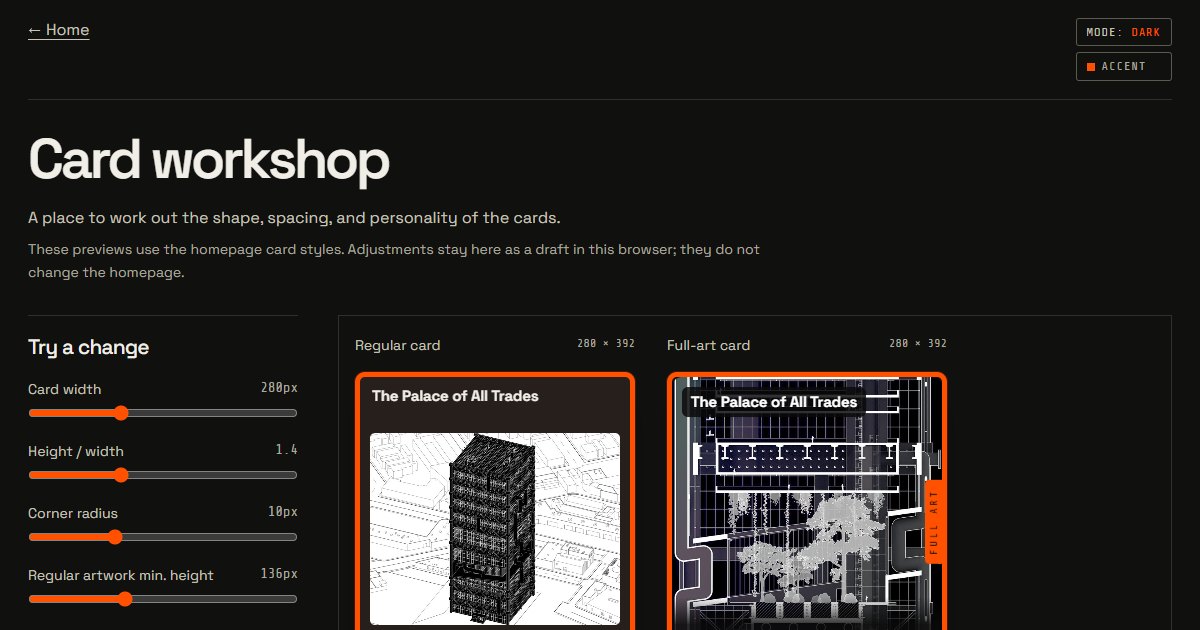 ← Home
MODE: DARK
ACCENT
Card workshop
A place to work out the shape, spacing, and personality of the cards.
These previews use the homepage card styles. Adjustments stay here as a draft in this browser; they do not
change the homepage.
Try a change
Card width 280px
Height / width 1.4
Corner radius 10px
Regular artwork min. height 136px
Regular card 280 × 392
The Palace of All Trades
Full-art card 280 × 392
The Palace of All Trades
FULL ART